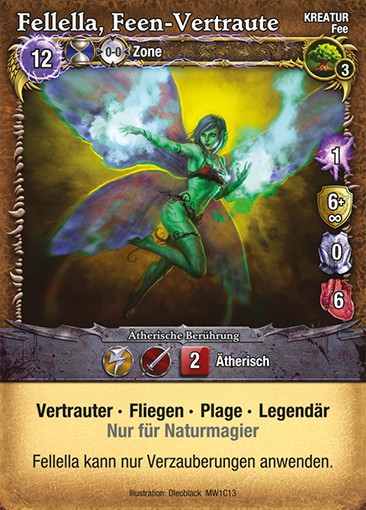 Fellella, Feen-Vertraute
KREATUR
Fee
12
0-0 Zone
3
1
6+
∞
0
6
Ätherische Berührung
2 Ätherisch
Vertrauter · Fliegen · Plage · Legendär
Nur für Naturmagier
Fellella kann nur Verzauberungen anwenden.
Illustration: Dleoblack MW1C13